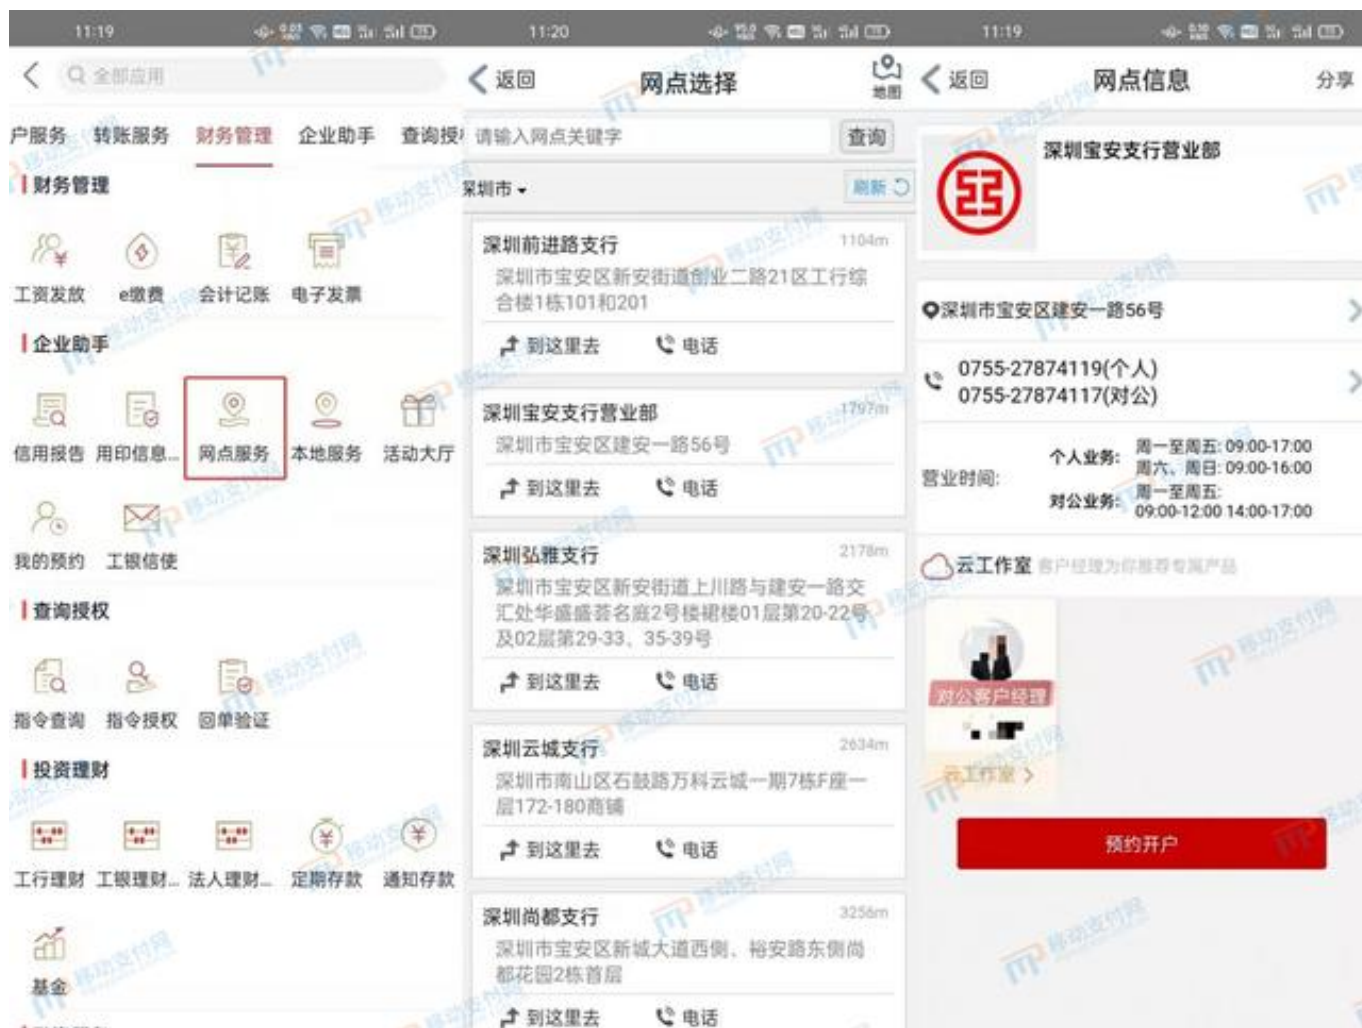 11:19
全部应用
户服务 转账服务 财务管理 企业助手 查询授
财务管理
工资发放 e缴费 会计记账 电子发票
企业助手
信用报告 用印信息... 网点服务 本地服务 活动大厅
我的预约 工银信使
查询授权
指令查询 指令授权 回单验证
投资理财
工行理财 工银理财... 法人理财... 定期存款 通知存款
基金
11:20
返回 网点选择 地图
请输入网点关键字 查询
深圳市 刷新
深圳前进路支行 1104m
深圳市宝安区新安街道创业二路21区工行综
合楼1栋101和201
到这里去 电话
深圳宝安支行营业部 1797m
深圳市宝安区建安一路56号
到这里去 电话
深圳弘雅支行 2178m
深圳市宝安区新安街道上川路与建安一路交
汇处华盛盛荟名庭2号楼裙楼01层第20-22号
及02层第29-33、35-39号
到这里去 电话
深圳云城支行 2634m
深圳市南山区石鼓路万科云城一期7栋F座一
层172-180商铺
到这里去 电话
深圳尚都支行 3256m
深圳市宝安区新城大道西侧、裕安路东侧尚
都花园2栋首层
到这里去 电话
11:19
返回 网点信息 分享
深圳宝安支行营业部
深圳市宝安区建安一路56号
0755-27874119(个人)
0755-27874117(对公)
营业时间:
个人业务: 周一至周五: 09:00-17:00
周六、周日: 09:00-16:00
对公业务: 周一至周五:
09:00-12:00 14:00-17:00
云工作室 客户经理为你推荐专属产品
对公客户经理
云工作室 >
预约开户
移动支付网